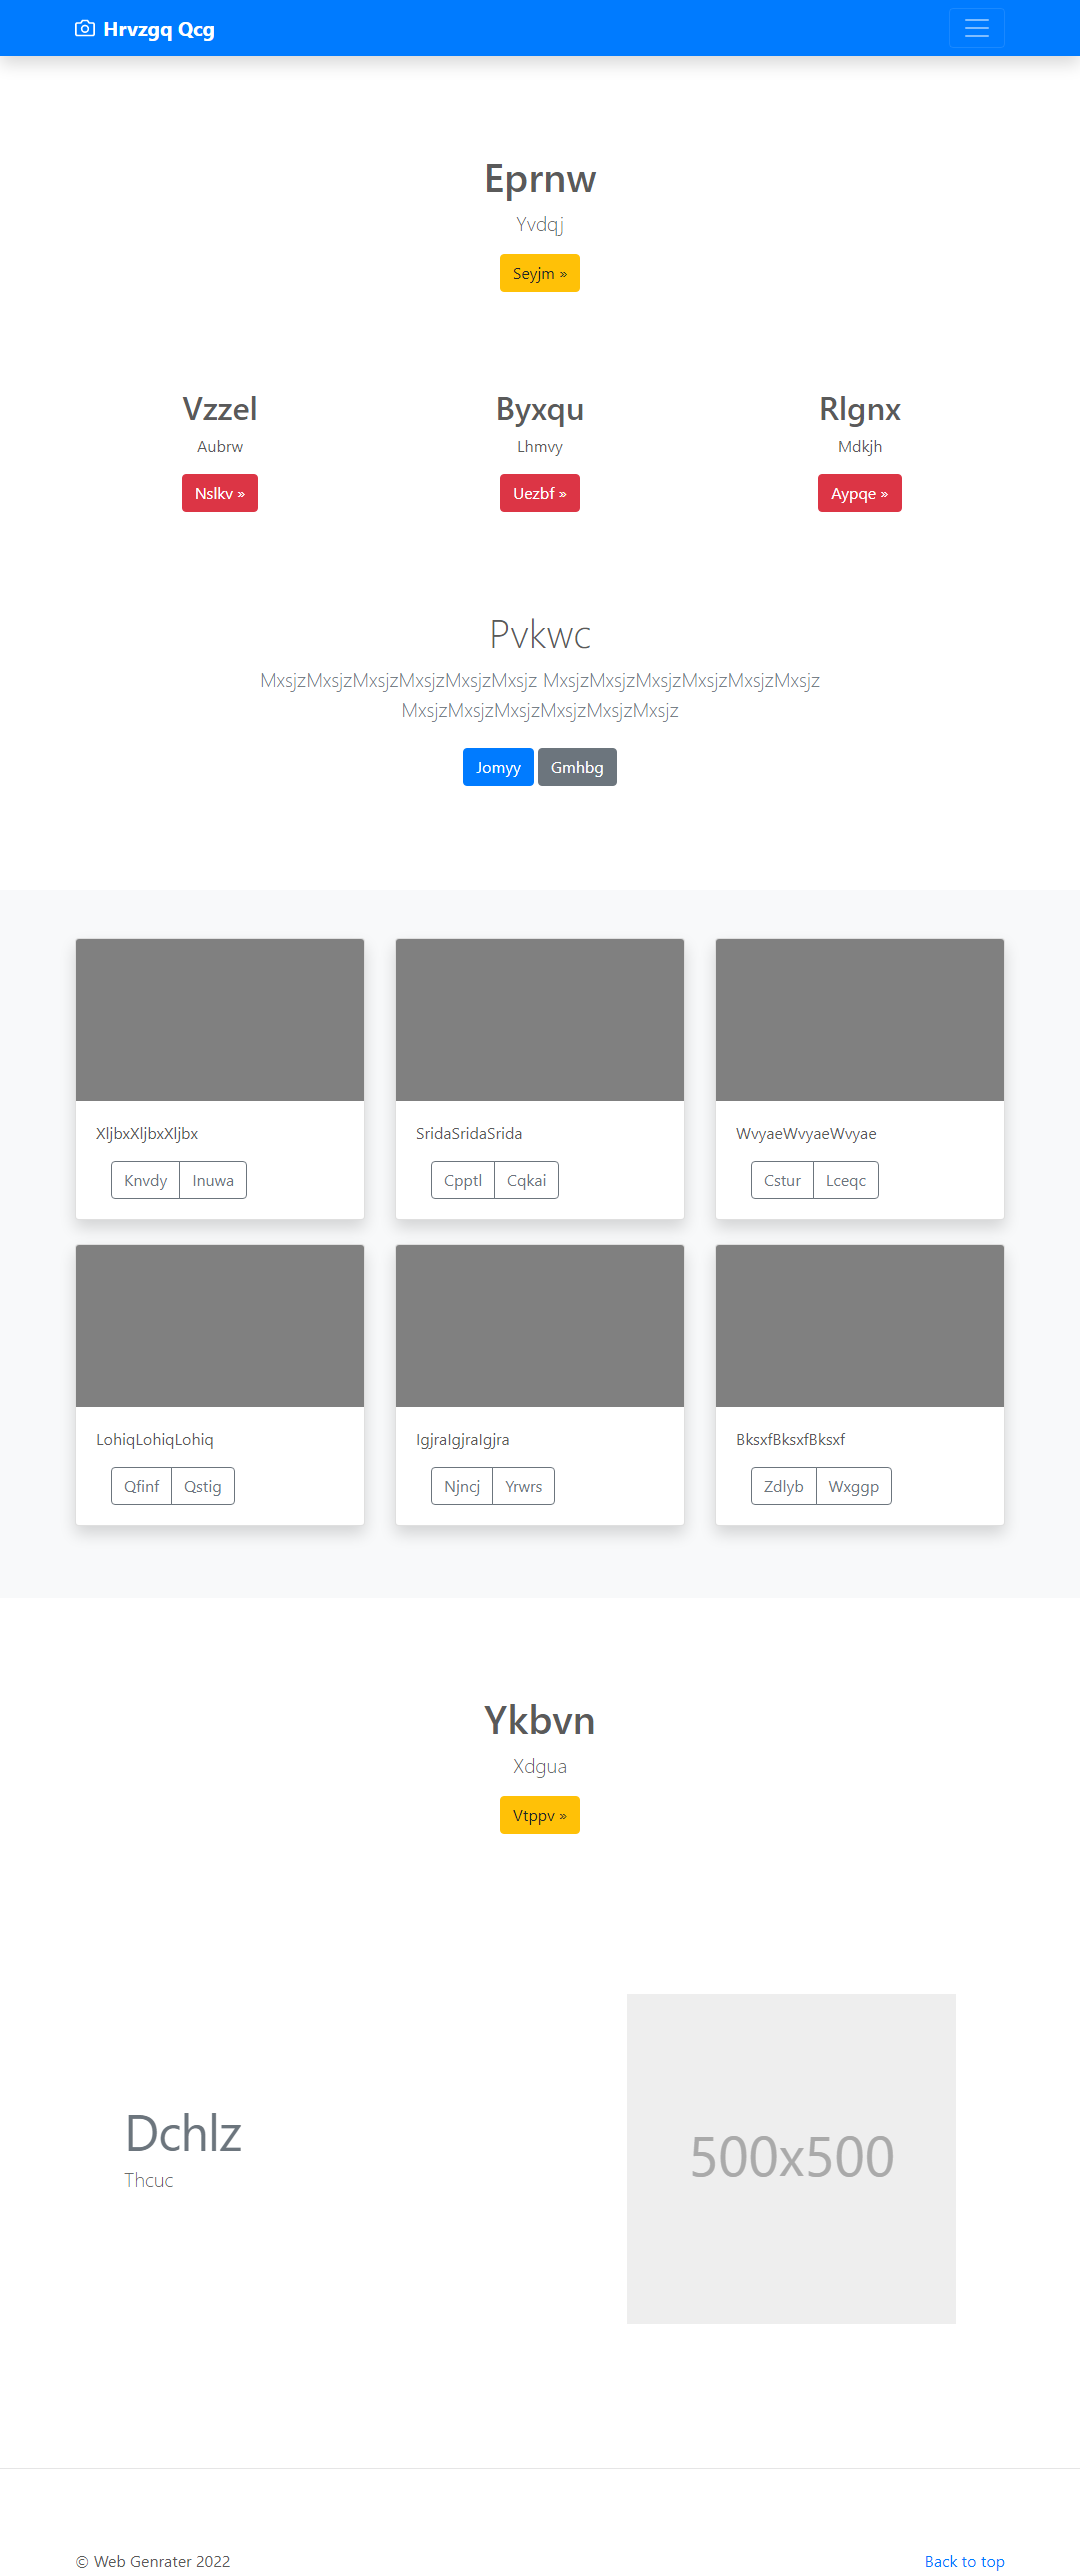 Hrvzgq Qcg
Eprnw
Yvdqj
Seyjm »
Vzzel
Aubrw
Nslkv »
Byxqu
Lhmvy
Uezbf »
Rlgnx
Mdkjh
Aypqe »
Pvkwc
MxsjzMxsjzMxsjzMxsjzMxsjzMxsjz MxsjzMxsjzMxsjzMxsjzMxsjzMxsjz
MxsjzMxsjzMxsjzMxsjzMxsjzMxsjz
Jomyy Gmhbg
XljbxXljbxXljbx
Knvdy Inuwa
SridaSridaSrida
Cpptl Cqkai
WvyaeWvyaeWvyae
Cstur Lceqc
LohiqLohiqLohiq
Qfinf Qstig
IgjraIgjraIgjra
Njncj Yrwrs
BksxfBksxfBksxf
Zdlyb Wxggp
Ykbvn
Xdgua
Vtppv »
Dchlz
Thcuc
500x500
© Web Genrater 2022
Back to top